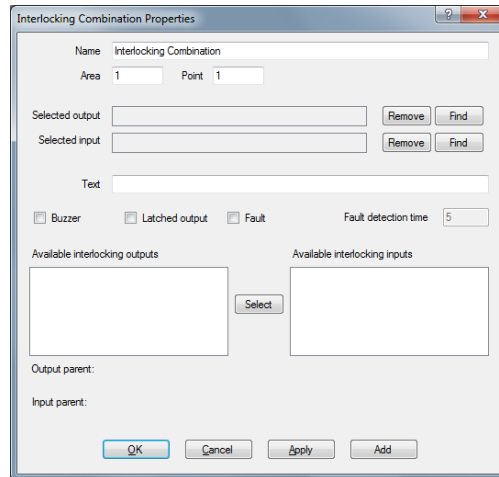 Interlocking Combination Properties
Name Interlocking Combination
Area 1 Point 1
Selected output Remove Find
Selected input Remove Find
Text
Buzzer Latched output Fault Fault detection time 5
Available interlocking outputs Available interlocking inputs
Select
Output parent:
Input parent:
OK Cancel Apply Add